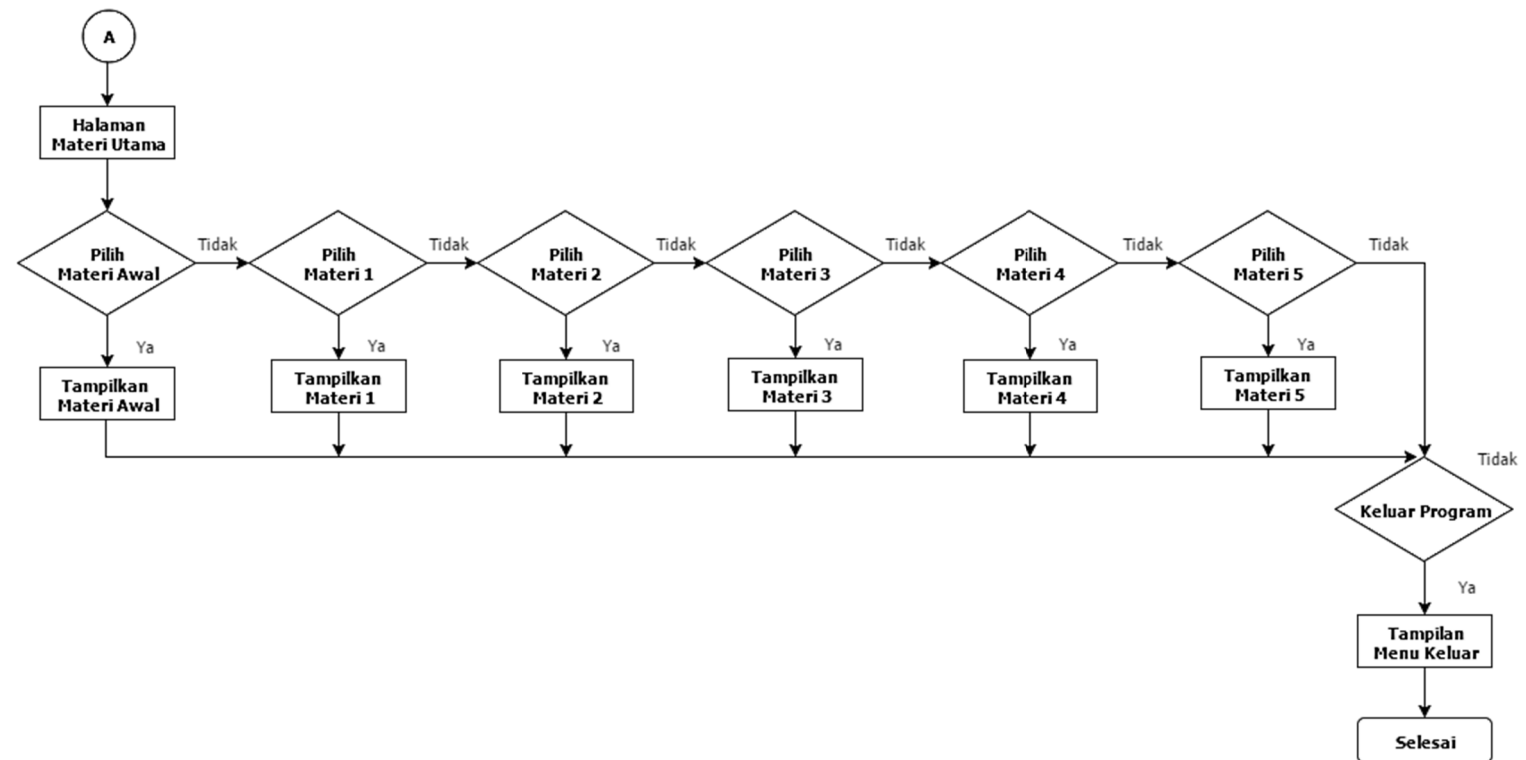 A
Halaman
Materi Utama
Pilih
Materi Awal
Tidak
Pilih
Materi 1
Tidak
Pilih
Materi 2
Tidak
Pilih
Materi 3
Tidak
Pilih
Materi 4
Tidak
Pilih
Materi 5
Tidak
Ya
Ya
Ya
Ya
Ya
Ya
Tampilkan
Materi Awal
Tampilkan
Materi 1
Tampilkan
Materi 2
Tampilkan
Materi 3
Tampilkan
Materi 4
Tampilkan
Materi 5
Tidak
Keluar Program
Ya
Tampilan
Menu Keluar
Selesai